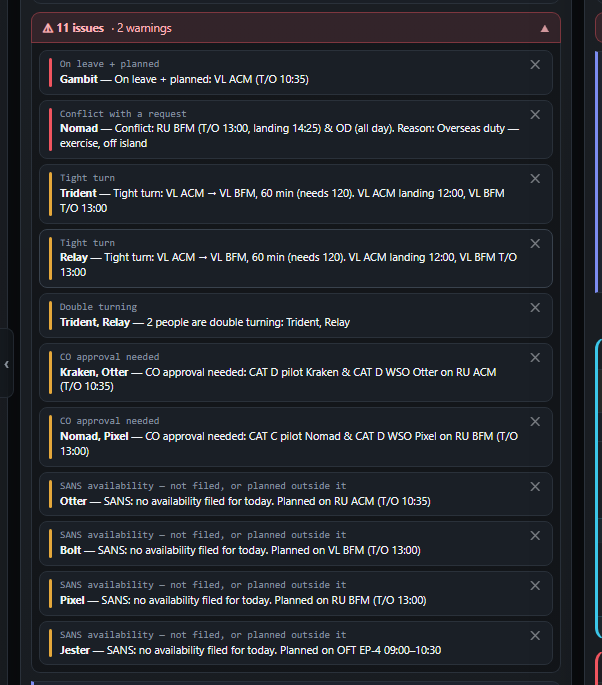 ⚠ 11 issues · 2 warnings ▲
On leave + planned
Gambit — On leave + planned: VL ACM (T/O 10:35)
Conflict with a request
Nomad — Conflict: RU BFM (T/O 13:00, landing 14:25) & OD (all day). Reason: Overseas duty —
exercise, off island
Tight turn
Trident — Tight turn: VL ACM → VL BFM, 60 min (needs 120). VL ACM landing 12:00, VL BFM
T/O 13:00
Tight turn
Relay — Tight turn: VL ACM → VL BFM, 60 min (needs 120). VL ACM landing 12:00, VL BFM T/O
13:00
Double turning
Trident, Relay — 2 people are double turning: Trident, Relay
CO approval needed
Kraken, Otter — CO approval needed: CAT D pilot Kraken & CAT D WSO Otter on RU ACM
(T/O 10:35)
CO approval needed
Nomad, Pixel — CO approval needed: CAT C pilot Nomad & CAT D WSO Pixel on RU BFM (T/O
13:00)
SANS availability — not filed, or planned outside it
Otter — SANS: no availability filed for today. Planned on RU ACM (T/O 10:35)
SANS availability — not filed, or planned outside it
Bolt — SANS: no availability filed for today. Planned on VL BFM (T/O 13:00)
SANS availability — not filed, or planned outside it
Pixel — SANS: no availability filed for today. Planned on RU BFM (T/O 13:00)
SANS availability — not filed, or planned outside it
Jester — SANS: no availability filed for today. Planned on OFT EP-4 09:00–10:30